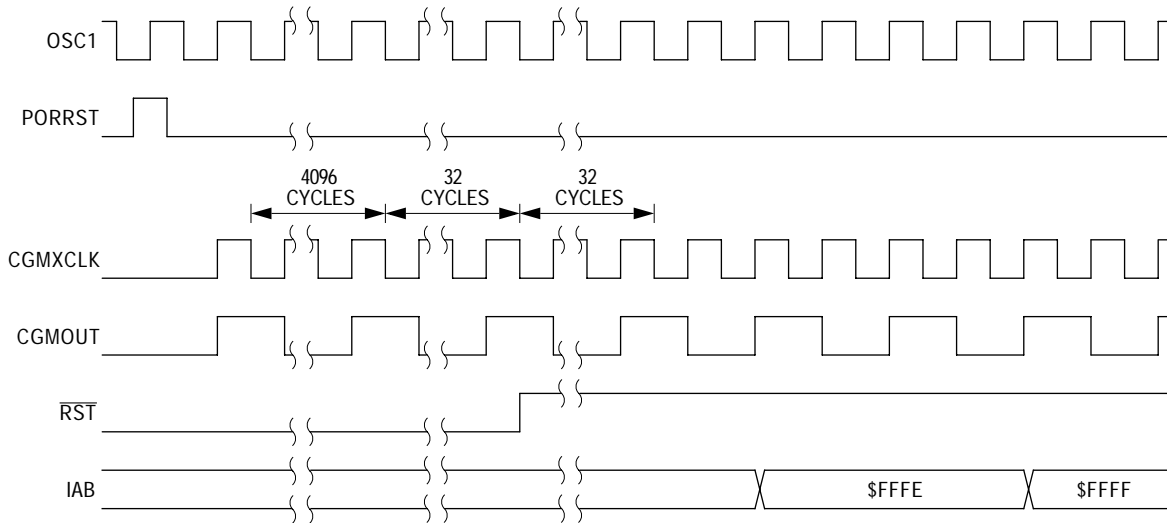 OSC1
PORRST
4096
CYCLES
32
CYCLES
32
CYCLES
CGMXCLK
CGMOUT
RST
IAB
$FFFE
$FFFF